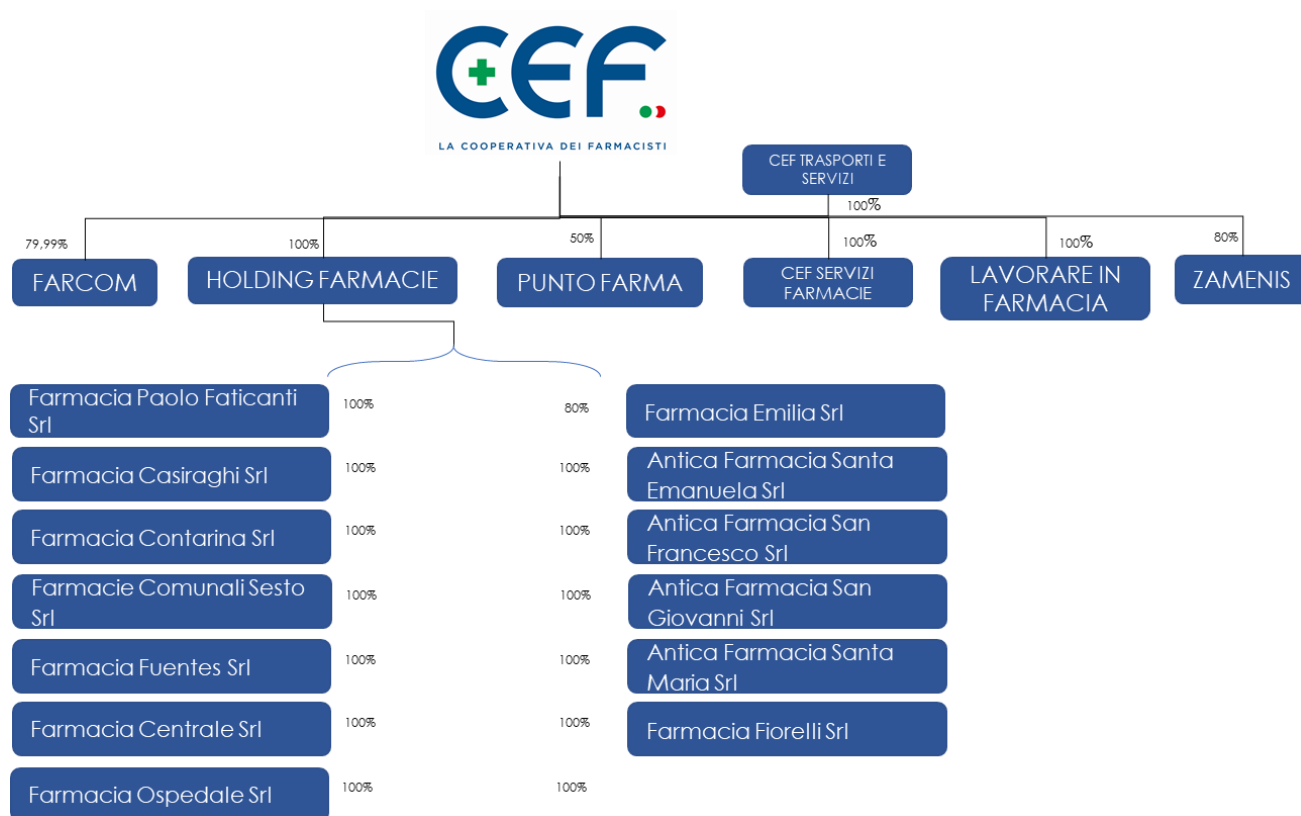 CEF
LA COOPERATIVA DEI FARMACISTI
CEF TRASPORTI E
SERVIZI
100%
79,99%
100%
50%
100%
100%
80%
FARCOM
HOLDING FARMACIE
PUNTO FARMA
CEF SERVIZI
FARMACIE
LAVORARE IN
FARMACIA
ZAMENIS
Farmacia Paolo Faticanti
Srl
100%
80%
Farmacia Emilia Srl
Farmacia Casiraghi Srl
100%
100%
Antica Farmacia Santa
Emanuela Srl
Farmacia Contarina Srl
100%
100%
Antica Farmacia San
Francesco Srl
Farmacie Comunali Sesto
Srl
100%
100%
Antica Farmacia San
Giovanni Srl
Farmacia Fuentes Srl
100%
100%
Antica Farmacia Santa
Maria Srl
Farmacia Centrale Srl
100%
100%
Farmacia Fiorelli Srl
Farmacia Ospedale Srl
100%
100%